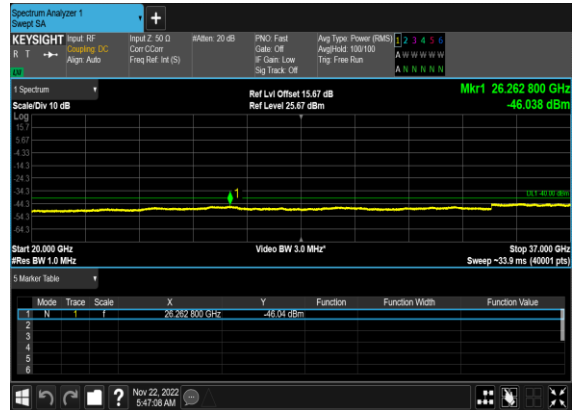 Spectrum Analyzer 1
Swept SA
+
KEYSIGHT Input: RF Input Z: 50 Ω #Atten: 20 dB PNO: Fast Avg Type: Power (RMS) 1 2 3 4 5 6
R T Coupling: DC Corr CCorr Gate: Off Avg|Hold: 100/100 A W W W W W
Align: Auto Freq Ref: Int (S) IF Gain: Low Trig: Free Run A N N N N N
Sig Track: Off
1 Spectrum Ref Lvl Offset 15.67 dB Mkr1 26.262 800 GHz
Scale/Div 10 dB Ref Level 25.67 dBm -46.038 dBm
Log
15.7
5.67
-4.33
-14.3
-24.3
-34.3
1
DL1 -40.00 dBm
-44.3
-54.3
-64.3
Start 20.000 GHz Video BW 3.0 MHz* Stop 37.000 GHz
#Res BW 1.0 MHz Sweep ~33.9 ms (40001 pts)
5 Marker Table
Mode Trace Scale X Y Function Function Width Function Value
1 N 1 f 26.262 800 GHz -46.04 dBm
2
3
4
5
6
? Nov 22, 2022
5:47:08 AM